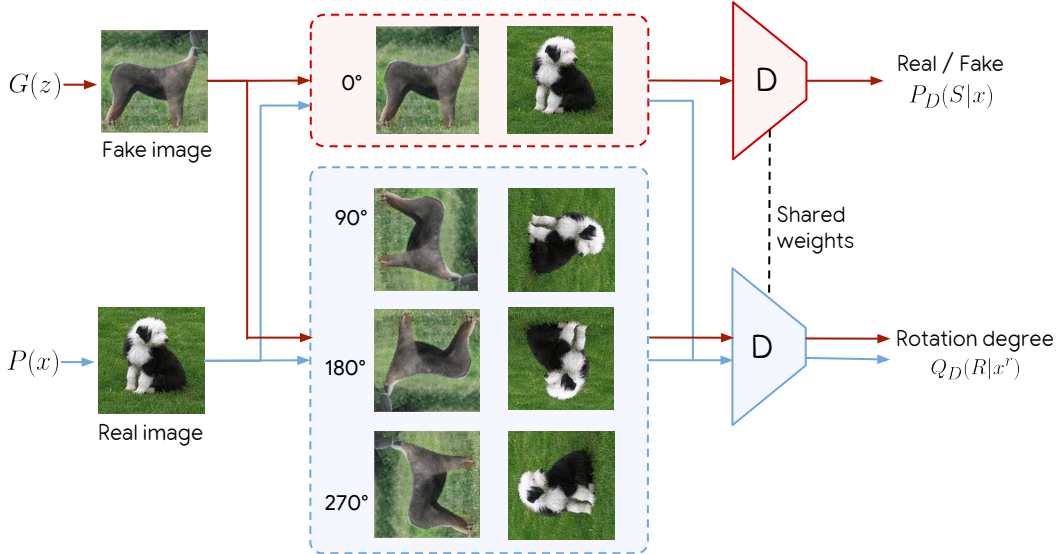 G(z)
Fake image
0°
D
Real / Fake
P_D(S|x)
90°
Shared
weights
P(x)
Real image
180°
D
Rotation degree
Q_D(R|x^r)
270°